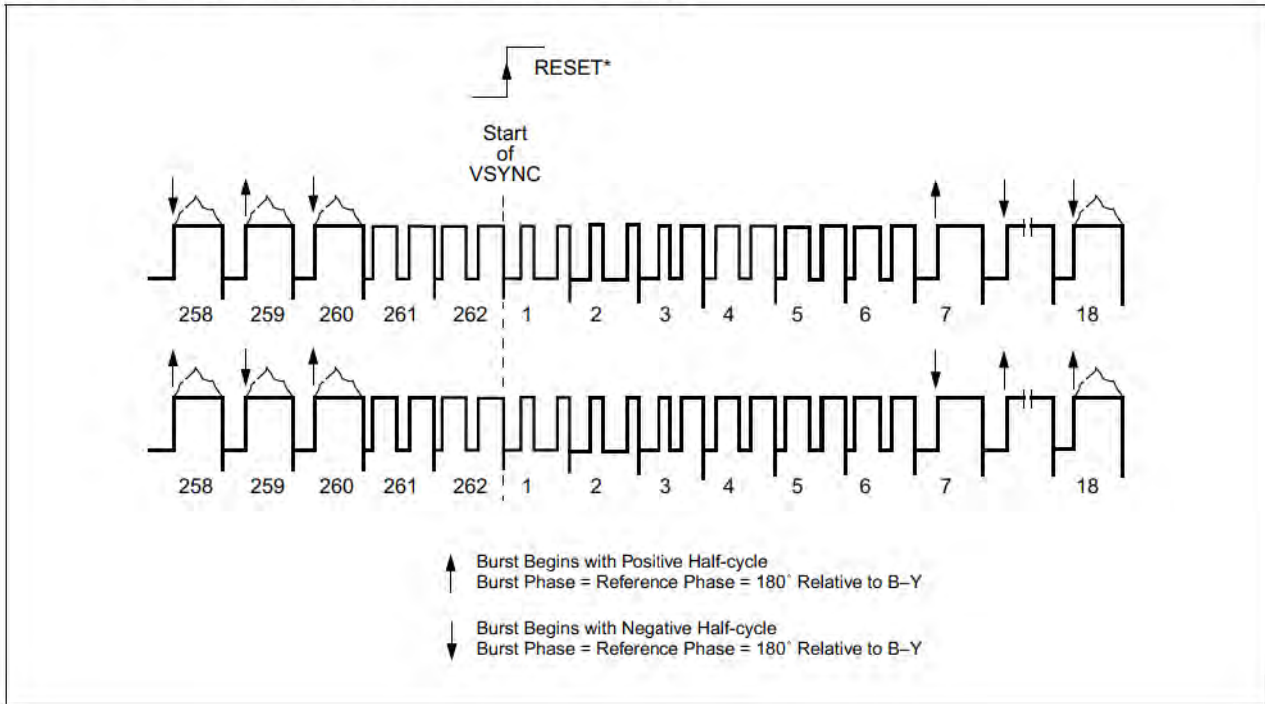 RESET*
Start
of
VSYNC
258 259 260 261 262 1 2 3 4 5 6 7 18
258 259 260 261 262 1 2 3 4 5 6 7 18
Burst Begins with Positive Half-cycle
Burst Phase = Reference Phase = 180˚ Relative to B–Y
Burst Begins with Negative Half-cycle
Burst Phase = Reference Phase = 180˚ Relative to B–Y